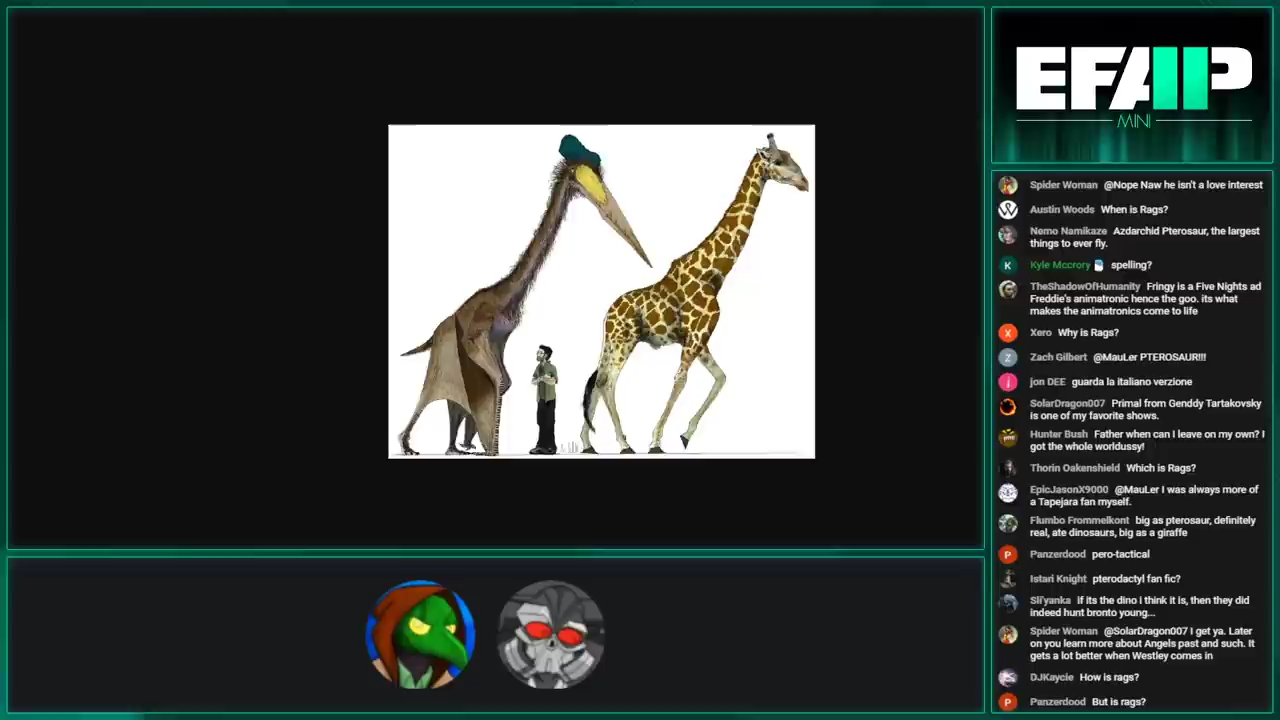 EFAP
MINI
Spider Woman @Nope Naw he isn't a love interest
Austin Woods When is Rags?
Nemo Namikaze Azdarchid Pterosaur, the largest
things to ever fly.
K Kyle Mccrory spelling?
TheShadowOfHumanity Fringy is a Five Nights ad
Freddie's animatronic hence the goo. its what
makes the animatronics come to life
X Xero Why is Rags?
Z Zach Gilbert @MauLer PTEROSAUR!!!
j jon DEE guarda la italiano verzione
SolarDragon007 Primal from Genddy Tartakovsky
is one of my favorite shows.
Hunter Bush Father when can I leave on my own? I
got the whole worldussy!
Thorin Oakenshield Which is Rags?
EpicJasonX9000 @MauLer I was always more of
a Tapejara fan myself.
Flumbo Frommelkont big as pterosaur, definitely
real, ate dinosaurs, big as a giraffe
P Panzerdood pero-tactical
Istari Knight pterodactyl fan fic?
Sli'yanka if its the dino i think it is, then they did
indeed hunt bronto young...
Spider Woman @SolarDragon007 I get ya. Later
on you learn more about Angels past and such. It
gets a lot better when Westley comes in
DJKaycie How is rags?
P Panzerdood But is rags?